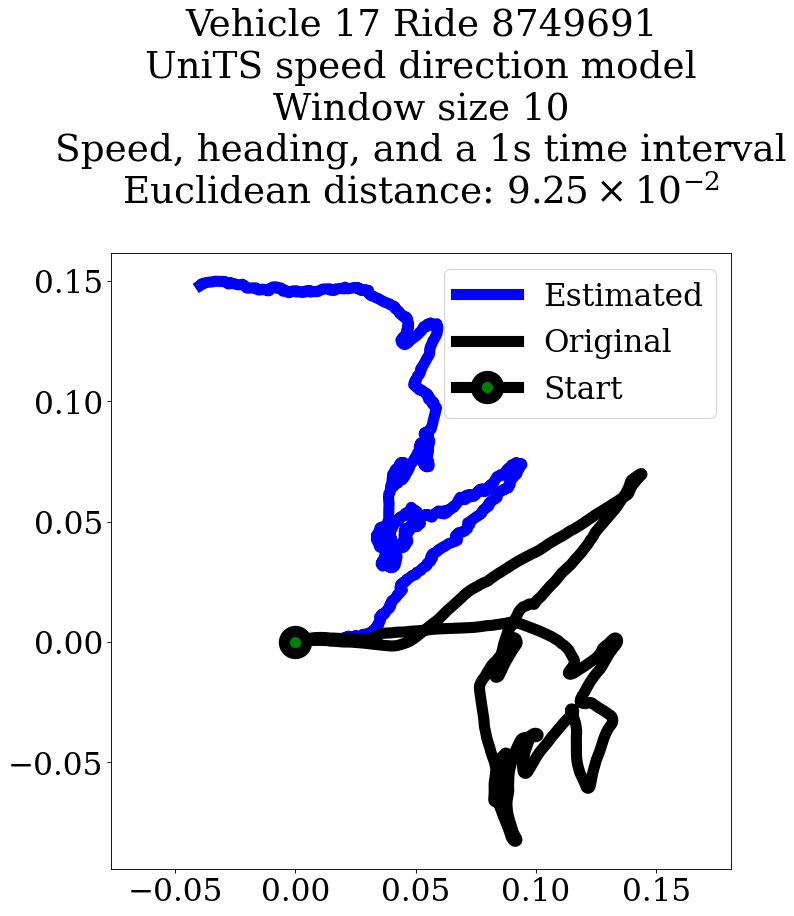 Vehicle 17 Ride 8749691
UniTS speed direction model
Window size 10
Speed, heading, and a 1s time interval
Euclidean distance: 9.25 × 10⁻²
Estimated
Original
Start
0.15
0.10
0.05
0.00
−0.05
−0.05 0.00 0.05 0.10 0.15